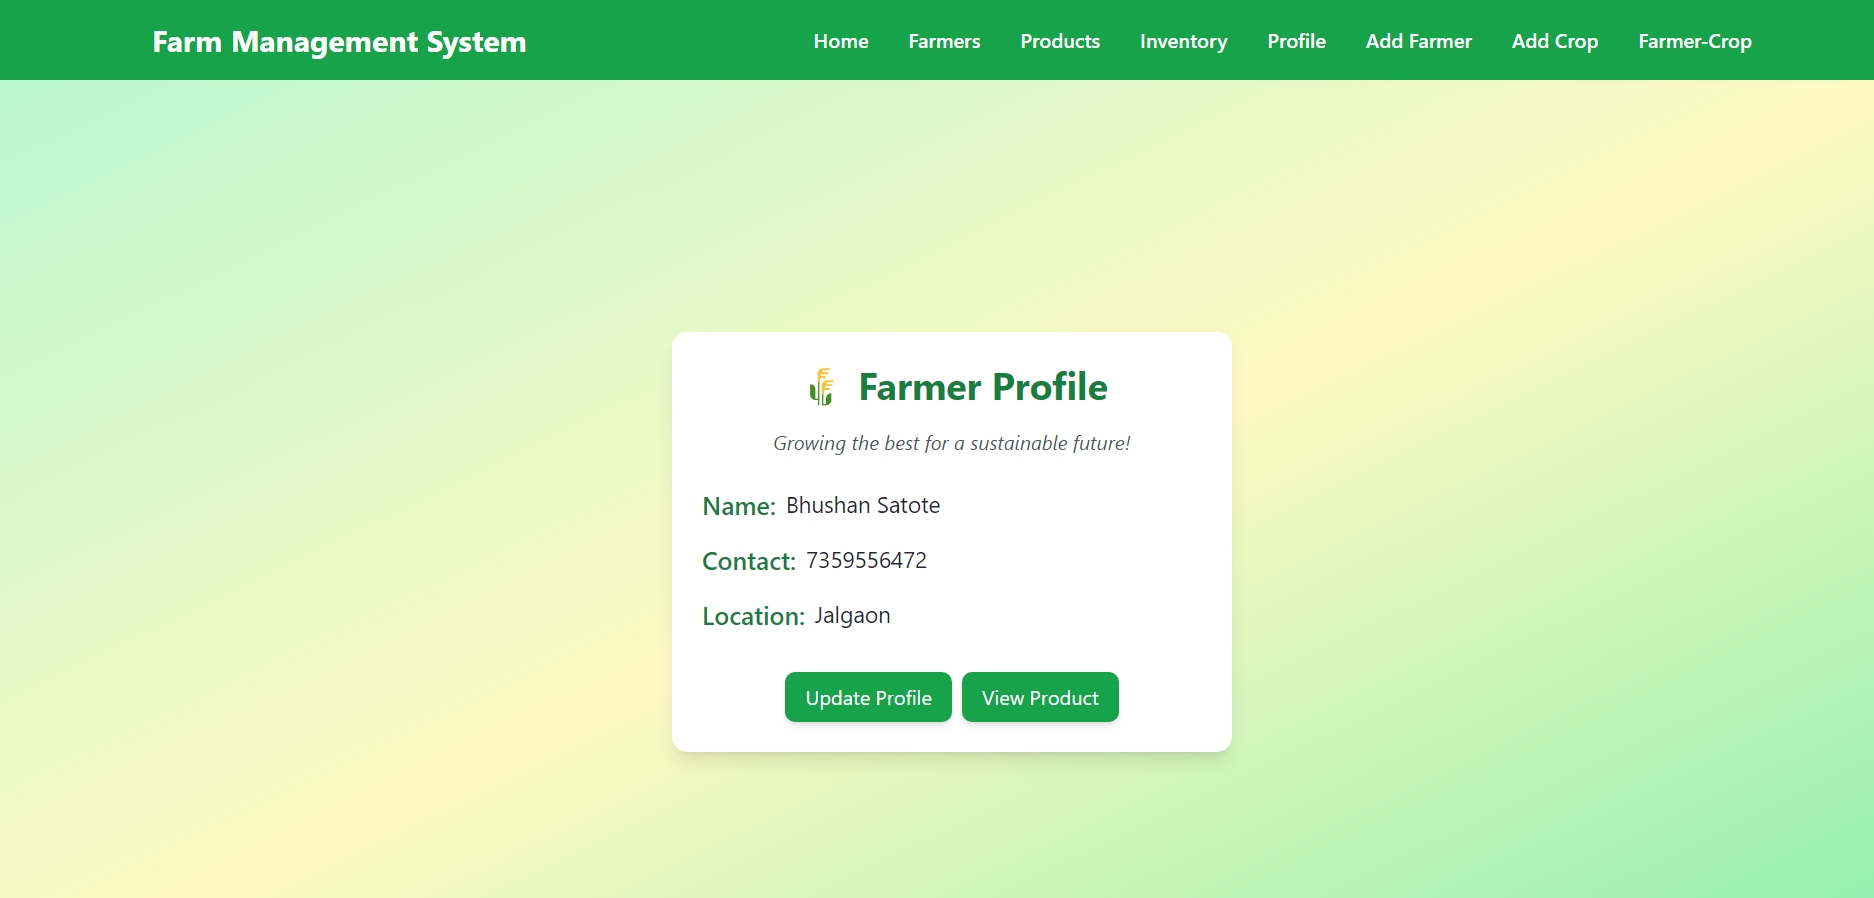 Farm Management System Home Farmers Products Inventory Profile Add Farmer Add Crop Farmer-Crop
Farmer Profile
Growing the best for a sustainable future!
Name: Bhushan Satote
Contact: 7359556472
Location: Jalgaon
Update Profile View Product